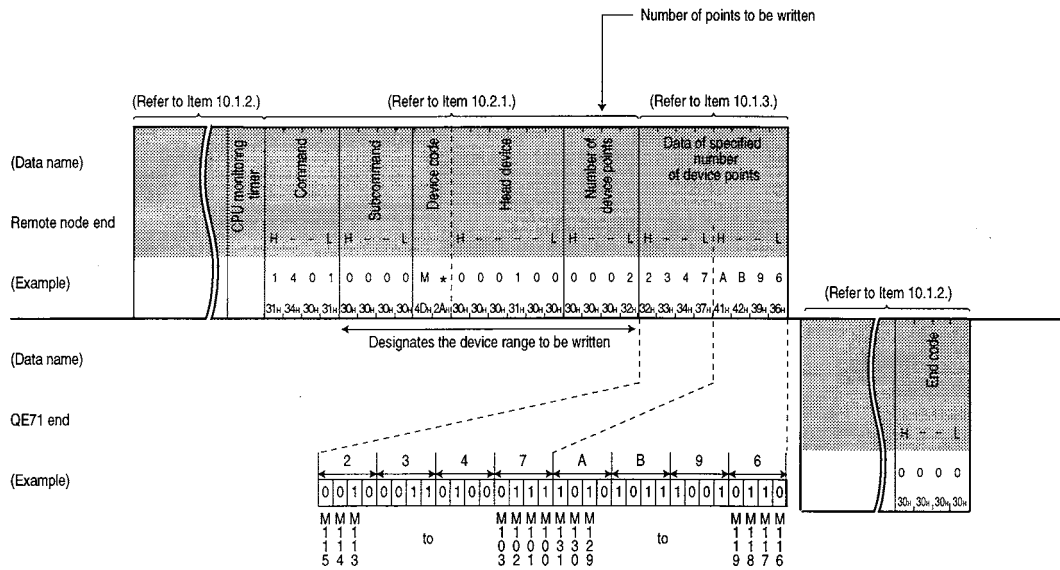 Number of points to be written
(Refer to Item 10.1.2.) (Refer to Item 10.2.1.) (Refer to Item 10.1.3.)
(Data name)
CPU monitoring timer
Command
Subcommand
Device code
Head device
Number of device points
Data of specified
number
of device points
Remote node end
H - - L H - - L H - - - - L H - - L H - - L H - - L
(Example)
1 4 0 1 0 0 0 0 M * 0 0 0 1 0 0 0 0 0 2 2 3 4 7 A B 9 6
31H 34H 30H 31H 30H 30H 30H 30H 4DH 2AH 30H 30H 30H 31H 30H 30H 30H 30H 30H 32H 32H 33H 34H 37H 41H 42H 39H 36H
(Refer to Item 10.1.2.)
Designates the device range to be written
(Data name)
End code
QE71 end
H - - L
(Example)
0 0 0 0
30H 30H 30H 30H
2 3 4 7 A B 9 6
0 0 1 0 0 0 1 1 0 1 0 0 0 1 1 1 1 0 1 0 1 0 1 1 1 0 0 1 0 1 1 0
M115 M114 M113 to M103 M102 M101 M100 M131 M130 M129 to M119 M118 M117 M116